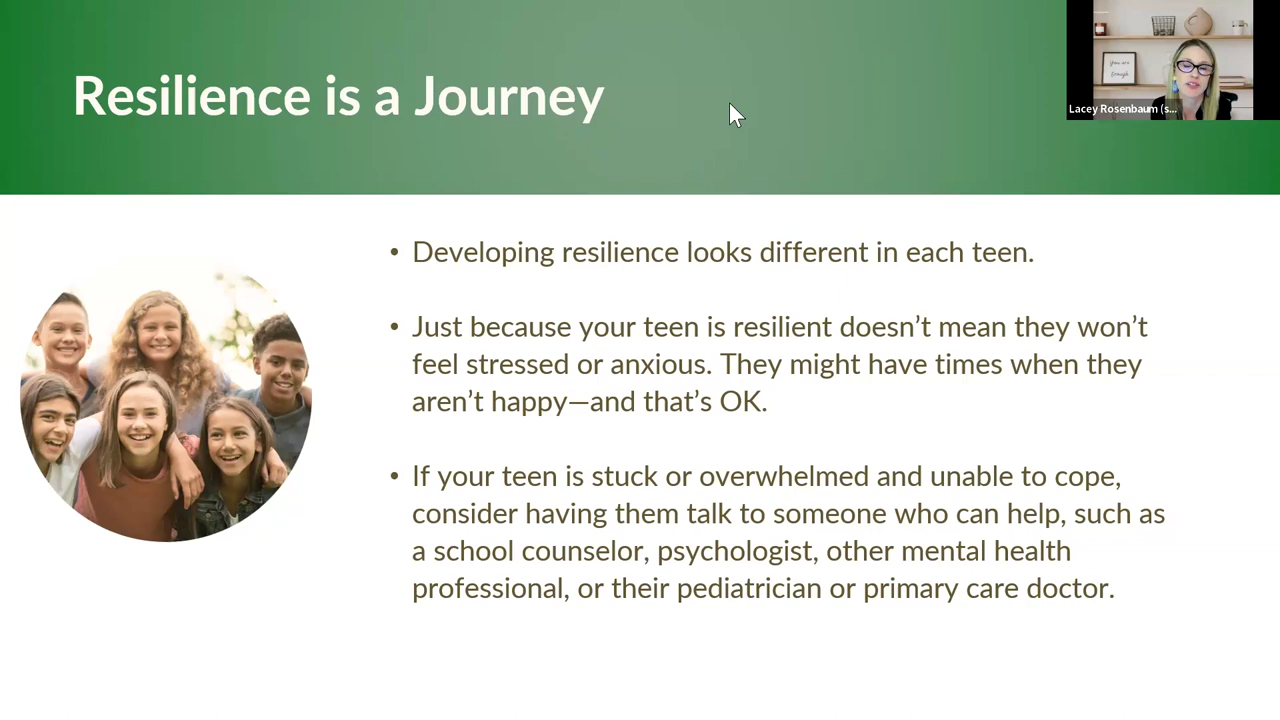 Resilience is a Journey
You are
enough
Lacey Rosenbaum (s...
• Developing resilience looks different in each teen.
• Just because your teen is resilient doesn’t mean they won’t
feel stressed or anxious. They might have times when they
aren’t happy—and that’s OK.
• If your teen is stuck or overwhelmed and unable to cope,
consider having them talk to someone who can help, such as
a school counselor, psychologist, other mental health
professional, or their pediatrician or primary care doctor.